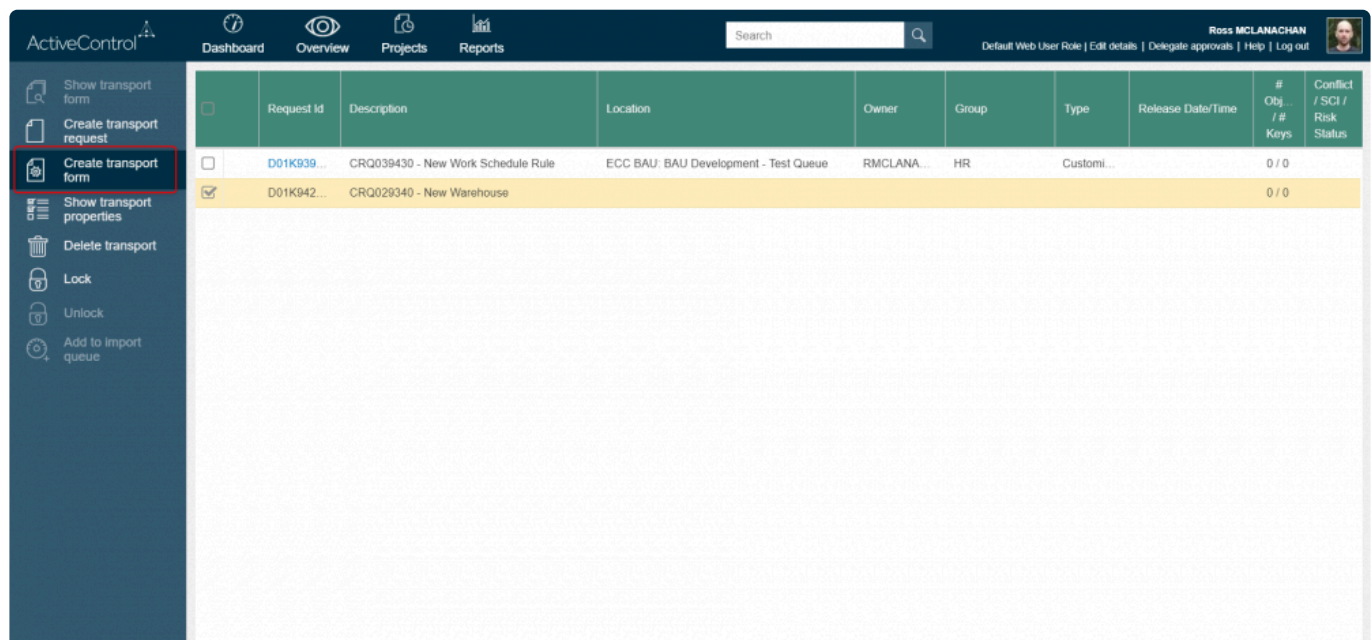 ActiveControl
Dashboard
Overview
Projects
Reports
Search
Ross MCLANACHAN
Default Web User Role | Edit details | Delegate approvals | Help | Log out
Show transport
form
Create transport
request
Create transport
form
Show transport
properties
Delete transport
Lock
Unlock
Add to import
queue
Request Id Description Location Owner Group Type Release Date/Time # Obj... / # Keys Conflict / SCI / Risk Status
D01K939... CRQ039430 - New Work Schedule Rule ECC BAU: BAU Development - Test Queue RMCLANA... HR Customi... 0 / 0
D01K942... CRQ029340 - New Warehouse 0 / 0